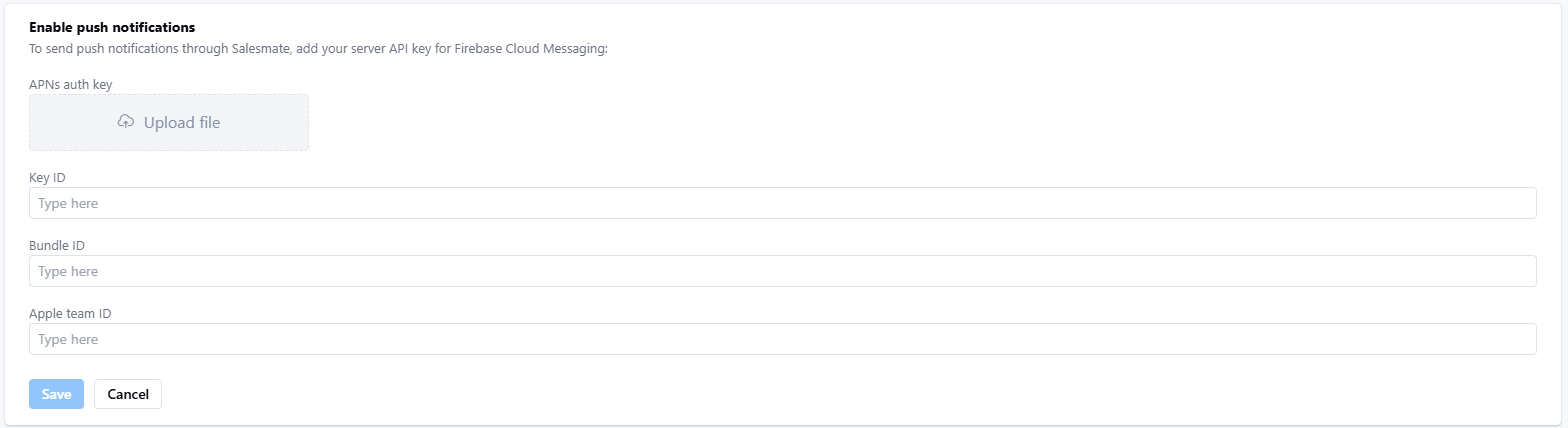 Enable push notifications
To send push notifications through Salesmate, add your server API key for Firebase Cloud Messaging:
APNs auth key
Upload file
Key ID
Type here
Bundle ID
Type here
Apple team ID
Type here
Save Cancel